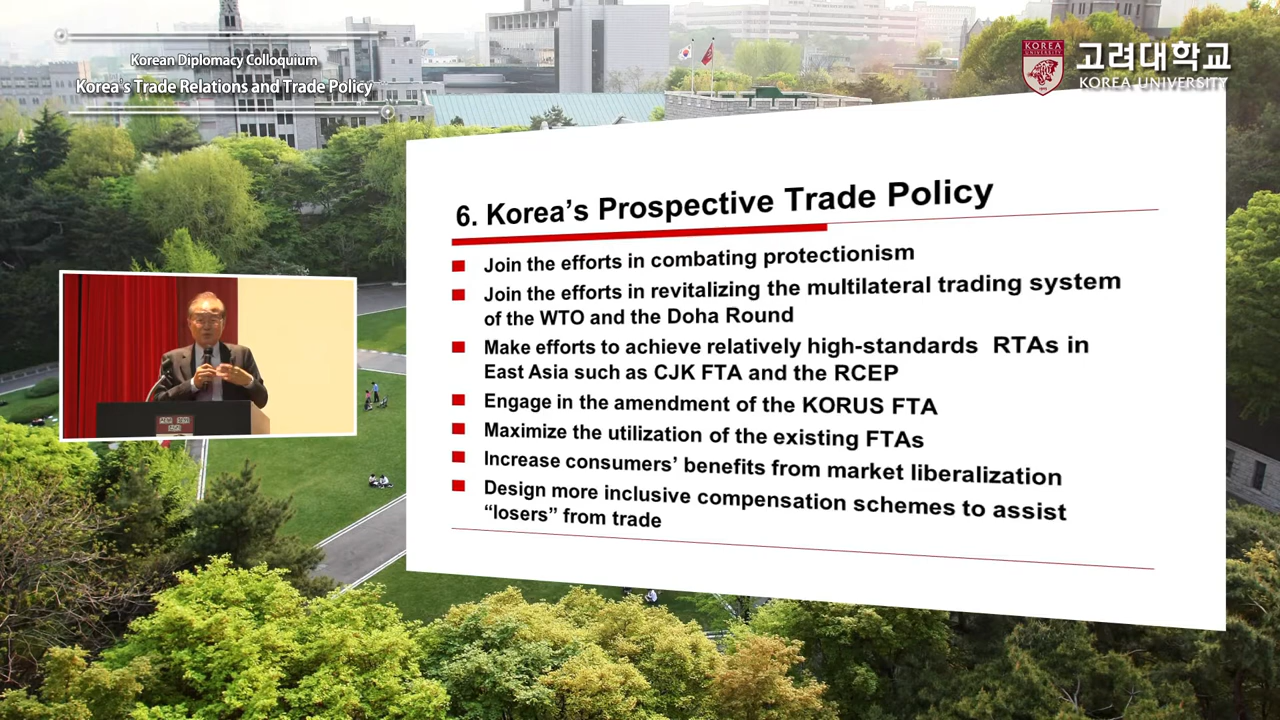 Korean Diplomacy Colloquium
Korea's Trade Relations and Trade Policy
KOREA
고려대학교
KOREA UNIVERSITY
6. Korea's Prospective Trade Policy
Join the efforts in combating protectionism
Join the efforts in revitalizing the multilateral trading system
of the WTO and the Doha Round
Make efforts to achieve relatively high-standards RTAs in
East Asia such as CJK FTA and the RCEP
Engage in the amendment of the KORUS FTA
Maximize the utilization of the existing FTAs
Increase consumers' benefits from market liberalization
Design more inclusive compensation schemes to assist
“losers” from trade